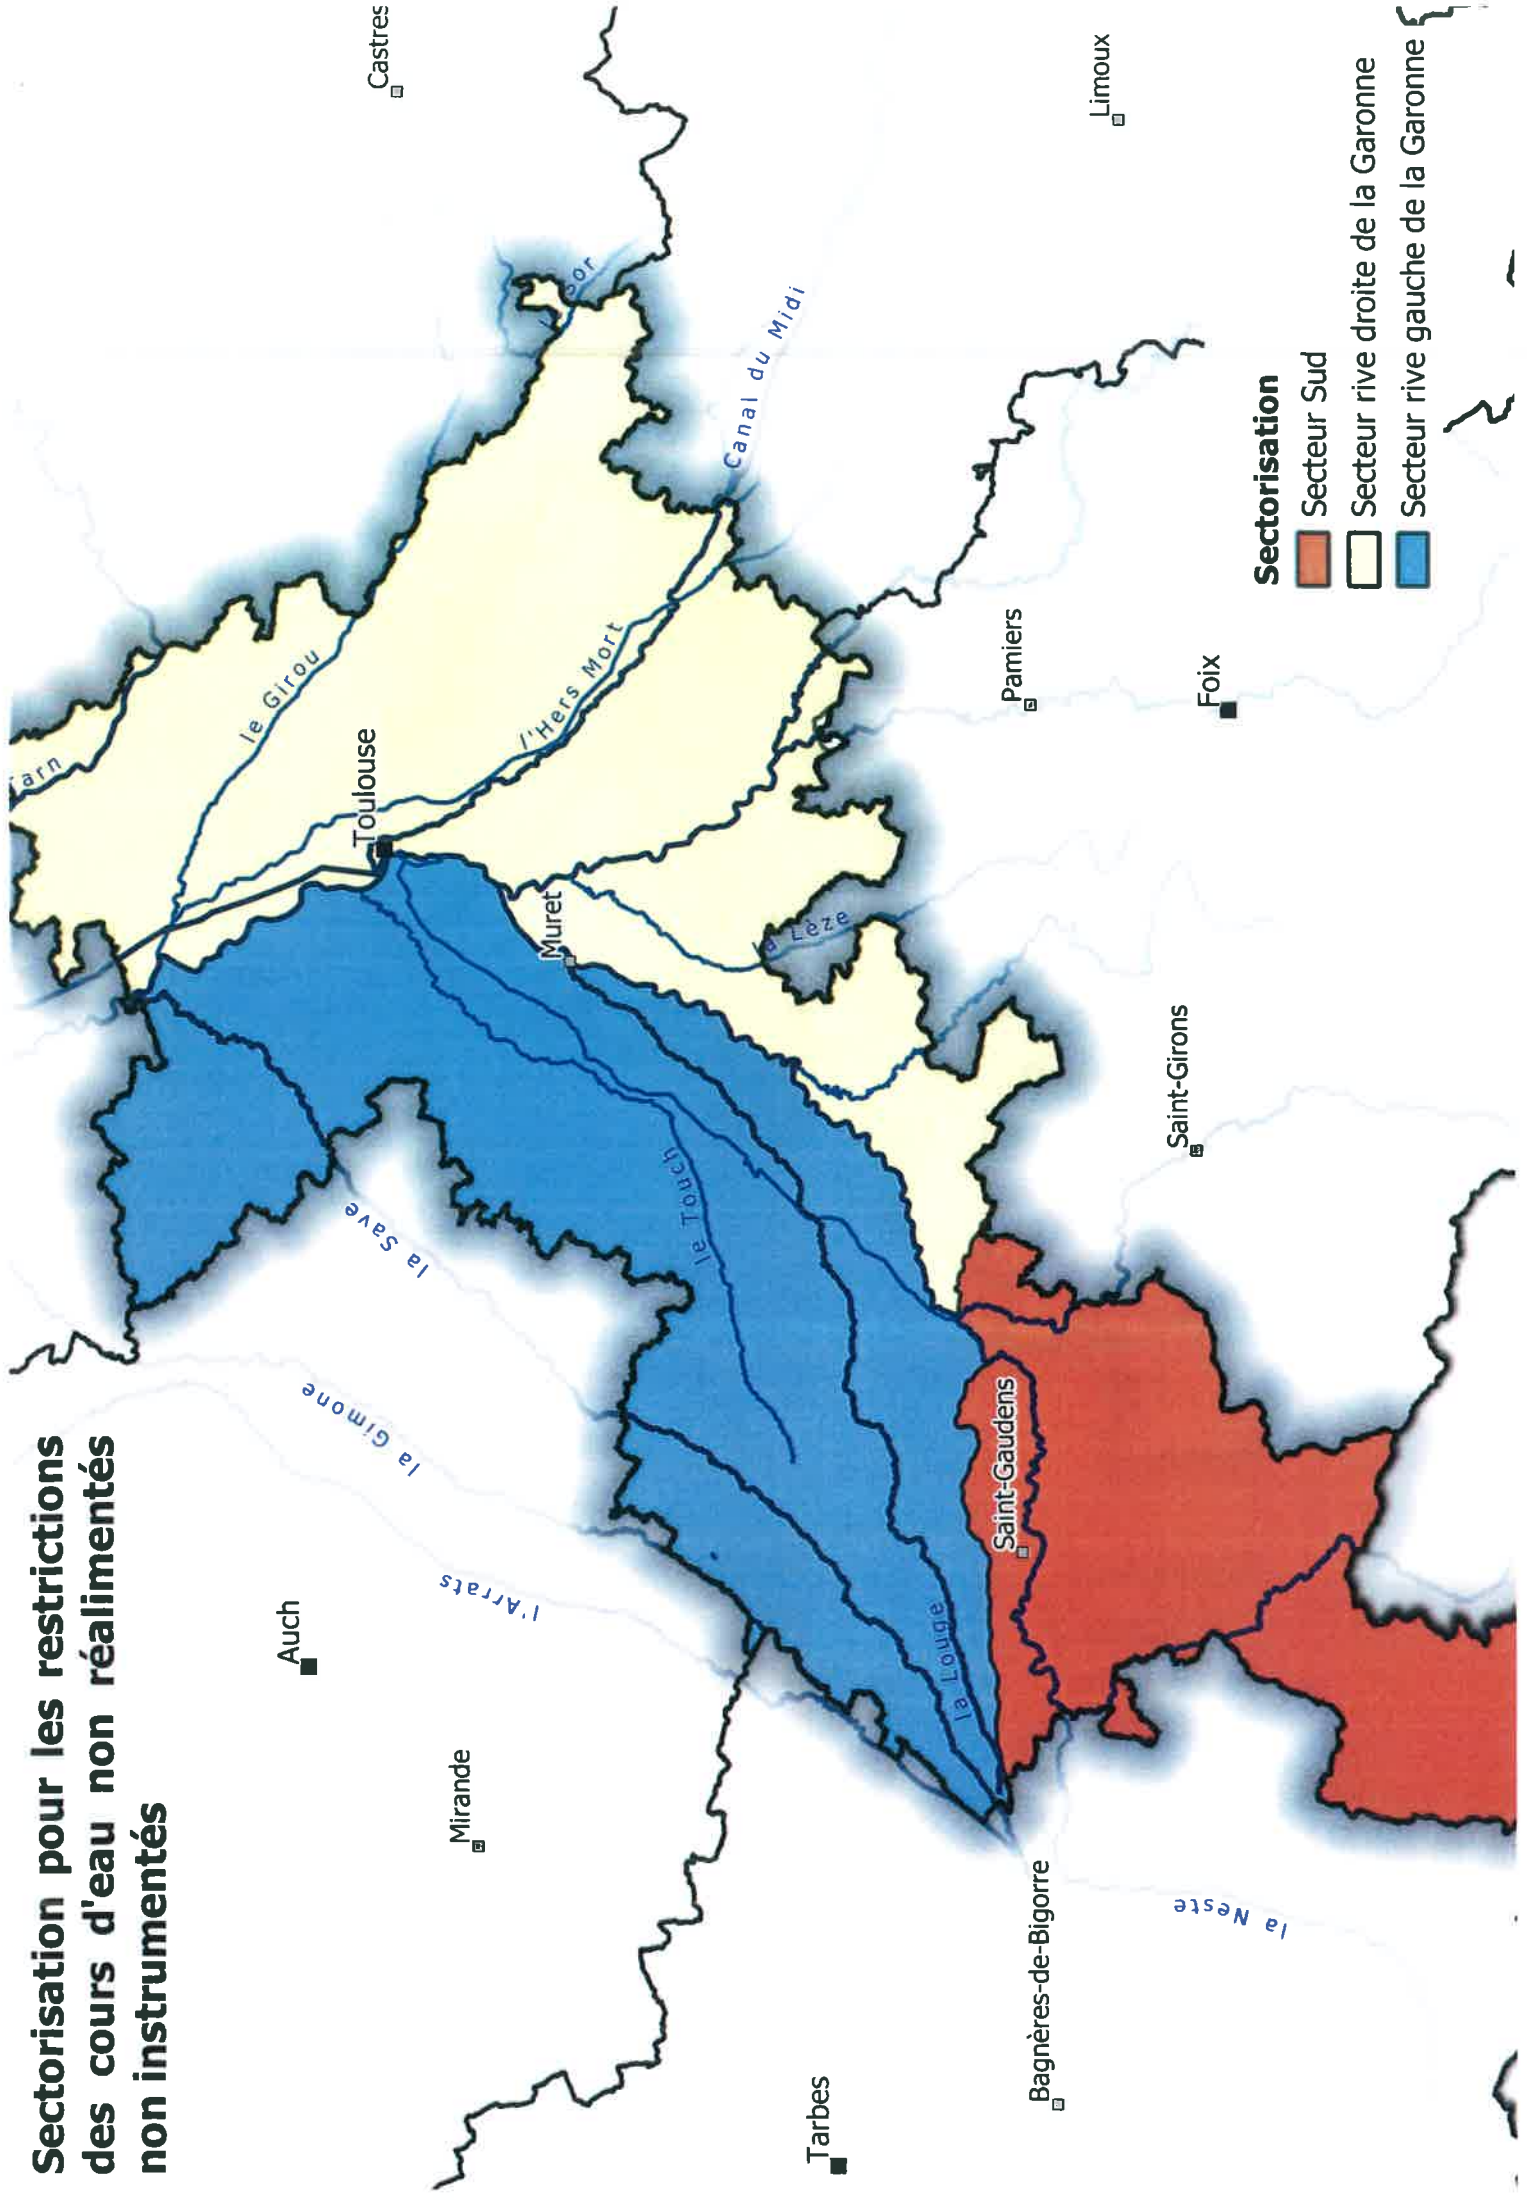 Sectorisation pour les restrictions
des cours d'eau non réalimentés
non instrumentés
Castres
Auch
Mirande
Toulouse
Muret
Tarbes
Bagnères-de-Bigorre
Saint-Gaudens
Saint-Girons
Pamiers
Foix
Limoux
le Girou
l'Hers Mort
Canal du Midi
la Lèze
le Touch
la Save
la Gimone
l'Arrats
la Louge
la Neste
Sectorisation
Secteur Sud
Secteur rive droite de la Garonne
Secteur rive gauche de la Garonne